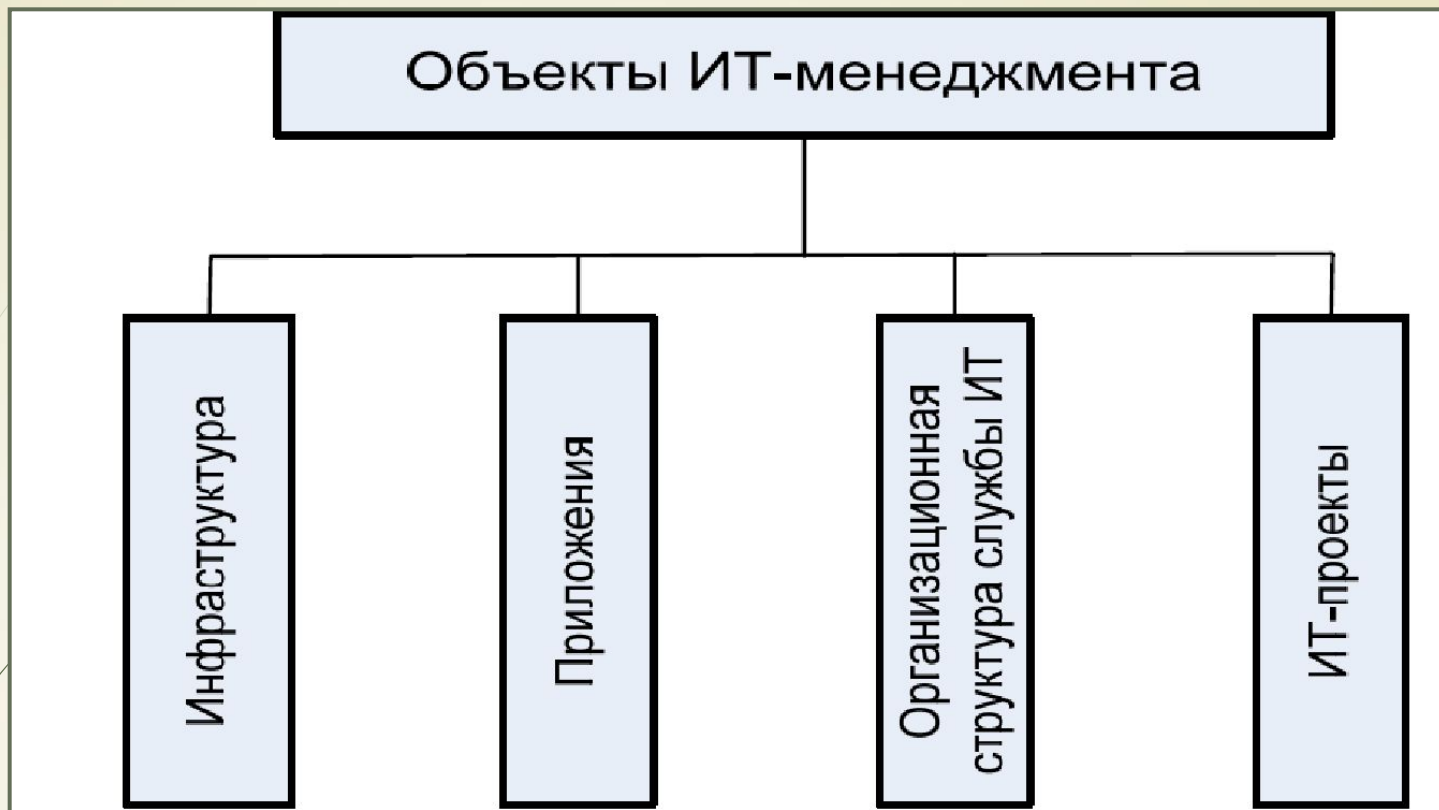 Объекты ИТ-менеджмента
Инфраструктура
Приложения
Организационная
структура службы ИТ
ИТ-проекты